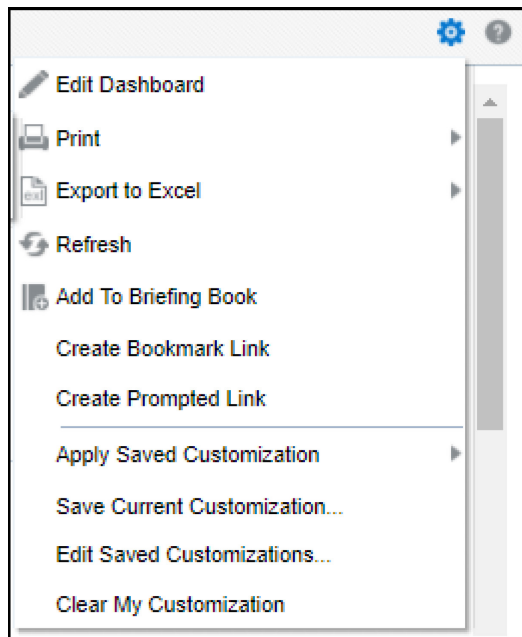 ?
Edit Dashboard
Print
exl
Export to Excel
Refresh
Add To Briefing Book
Create Bookmark Link
Create Prompted Link
Apply Saved Customization
Save Current Customization...
Edit Saved Customizations...
Clear My Customization